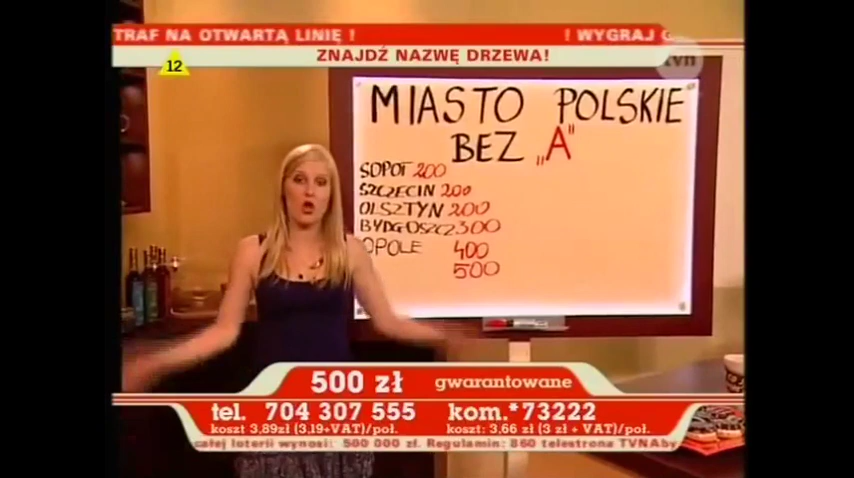 TRAF NA OTWARTĄ LINIĘ ! ! WYGRAJ
ZNAJDŹ NAZWĘ DRZEWA!
12
tvn
MIASTO POLSKIE
BEZ „A"
SOPOT 200
SZCZECIN 200
OLSZTYN 200
BYDGOSZCZ 300
OPOLE 400
500
500 zł gwarantowane
tel. 704 307 555 kom.*73222
koszt 3,89zł (3,19+VAT)/poł. koszt: 3,66 zł (3 zł + VAT)/poł.
całej loterii wynosi: 500 000 zł. Regulamin: 860 telestrona TVN